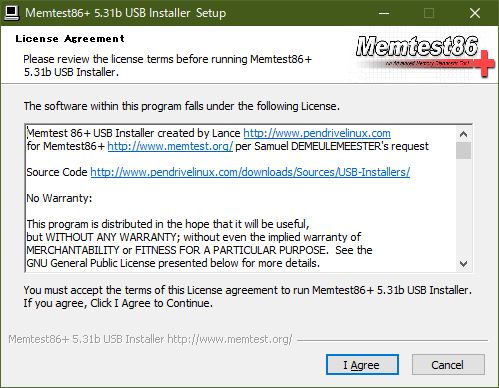 Memtest86+ 5.31b USB Installer Setup
License Agreement
Please review the license terms before running Memtest86+
5.31b USB Installer.
Memtest86
An Advanced Memory Diagnostic Tool
+
The software within this program falls under the following License.
Memtest 86+ USB Installer created by Lance http://www.pendrivelinux.com
for Memtest86+ http://www.memtest.org/ per Samuel DEMEULEMEESTER's request
Source Code http://www.pendrivelinux.com/downloads/Sources/USB-Installers/
No Warranty:
This program is distributed in the hope that it will be useful,
but WITHOUT ANY WARRANTY; without even the implied warranty of
MERCHANTABILITY or FITNESS FOR A PARTICULAR PURPOSE. See the
GNU General Public License presented below for more details.
You must accept the terms of this License agreement to run Memtest86+ 5.31b USB Installer.
If you agree, Click I Agree to Continue.
Memtest86+ 5.31b USB Installer http://www.memtest.org/
I Agree
Cancel